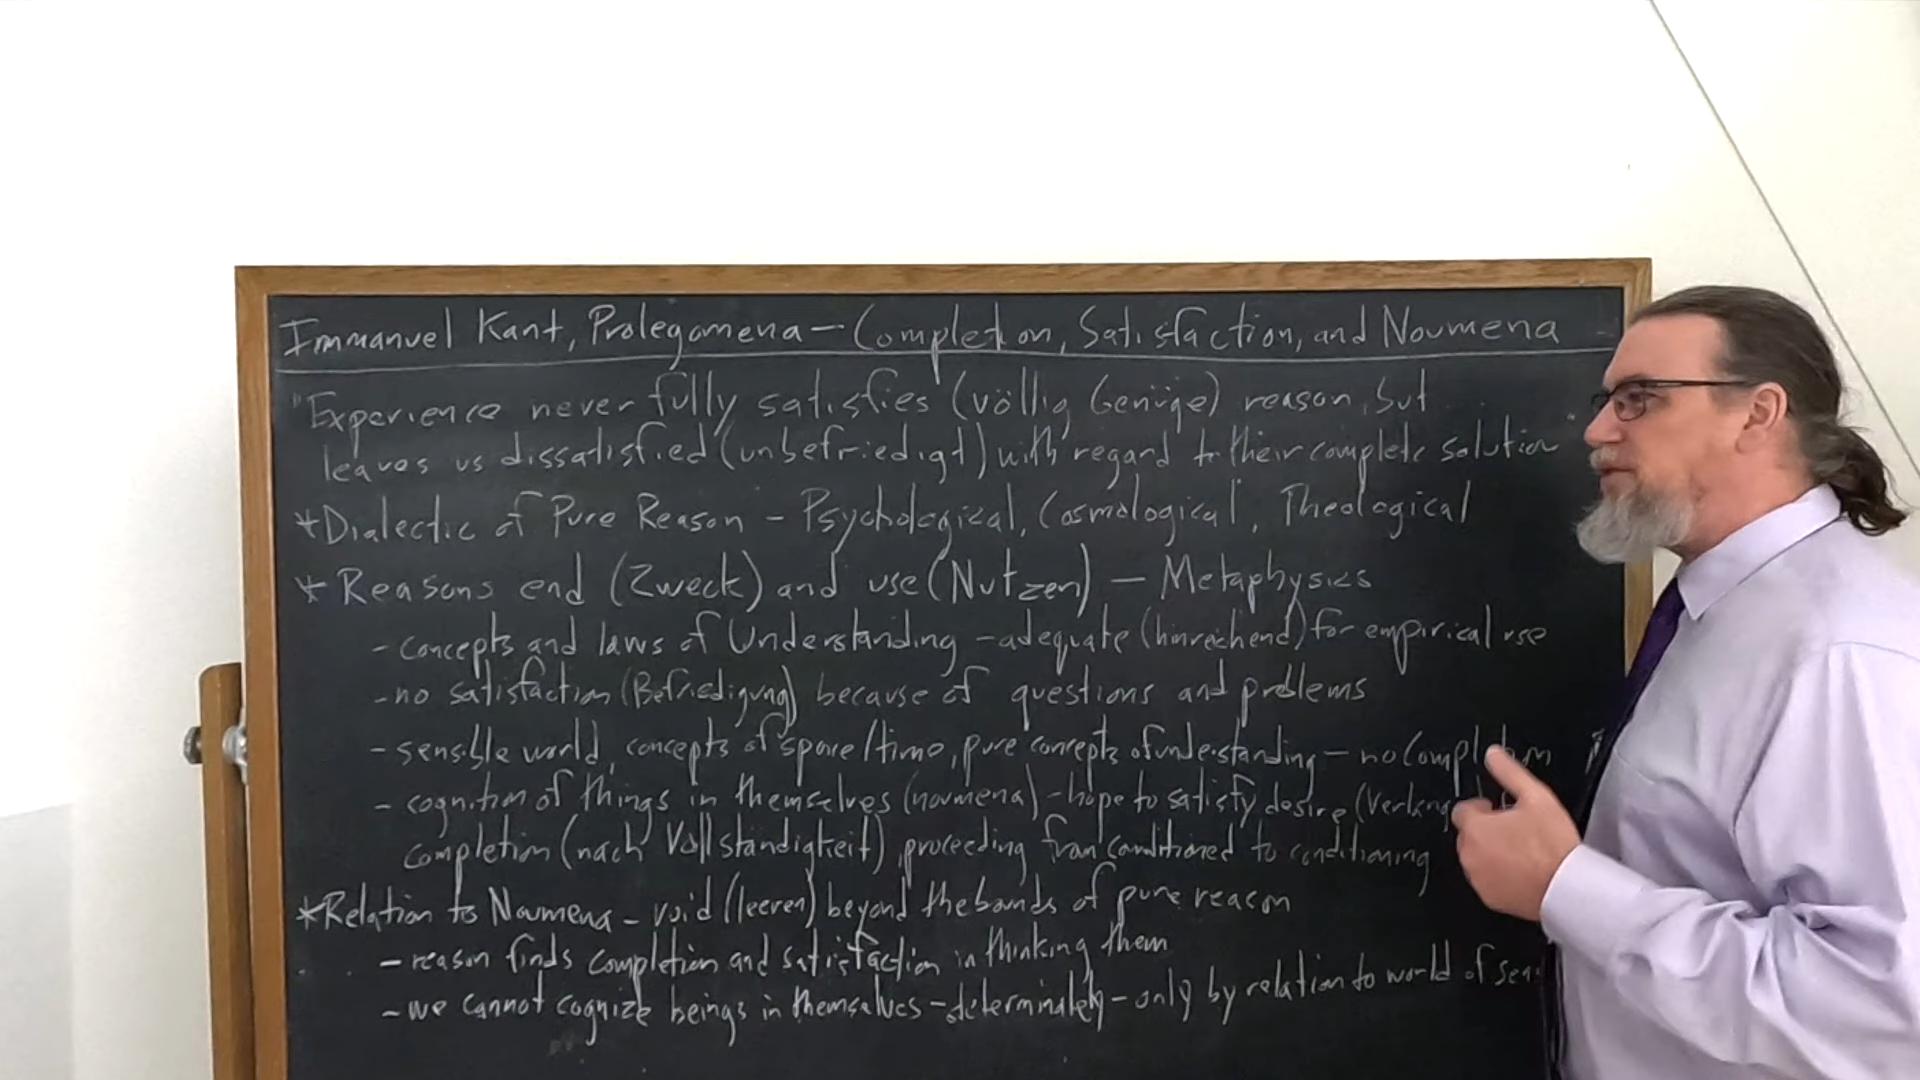 Immanuel Kant, Prolegomena — Completion, Satisfaction, and Noumena
"Experience never fully satisfies (völlig Genüge) reason, but
leaves us dissatisfied (unbefriedigt) with regard to their complete solution"
*Dialectic of Pure Reason - Psychological, Cosmological, Theological
*Reasons end (Zweck) and use (Nutzen) — Metaphysics
- concepts and laws of Understanding - adequate (hinreichend) for empirical use
- no satisfaction (Befriedigung) because of questions and problems
- sensible world, concepts of space/time, pure concepts of understanding - no Completion
- cognition of things in themselves (noumena) - hope to satisfy desire
completion (nach Vollständigkeit), proceeding from conditioned to conditioning
*Relation to Noumena - void (leeren) beyond the bounds of pure reason
- reason finds completion and satisfaction in thinking them
- we cannot cognize beings in themselves - determinately - only by relation to world of